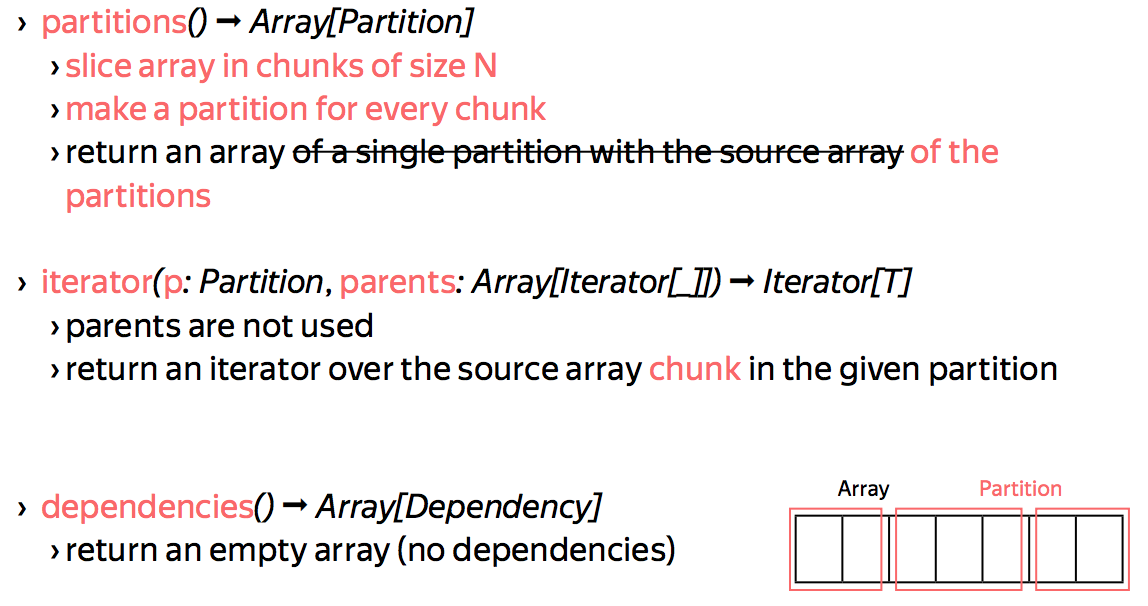 › partitions() → Array[Partition]
› slice array in chunks of size N
› make a partition for every chunk
› return an array of a single partition with the source array of the
partitions
› iterator(p: Partition, parents: Array[Iterator[_]]) → Iterator[T]
› parents are not used
› return an iterator over the source array chunk in the given partition
› dependencies() → Array[Dependency]
› return an empty array (no dependencies)
Array Partition